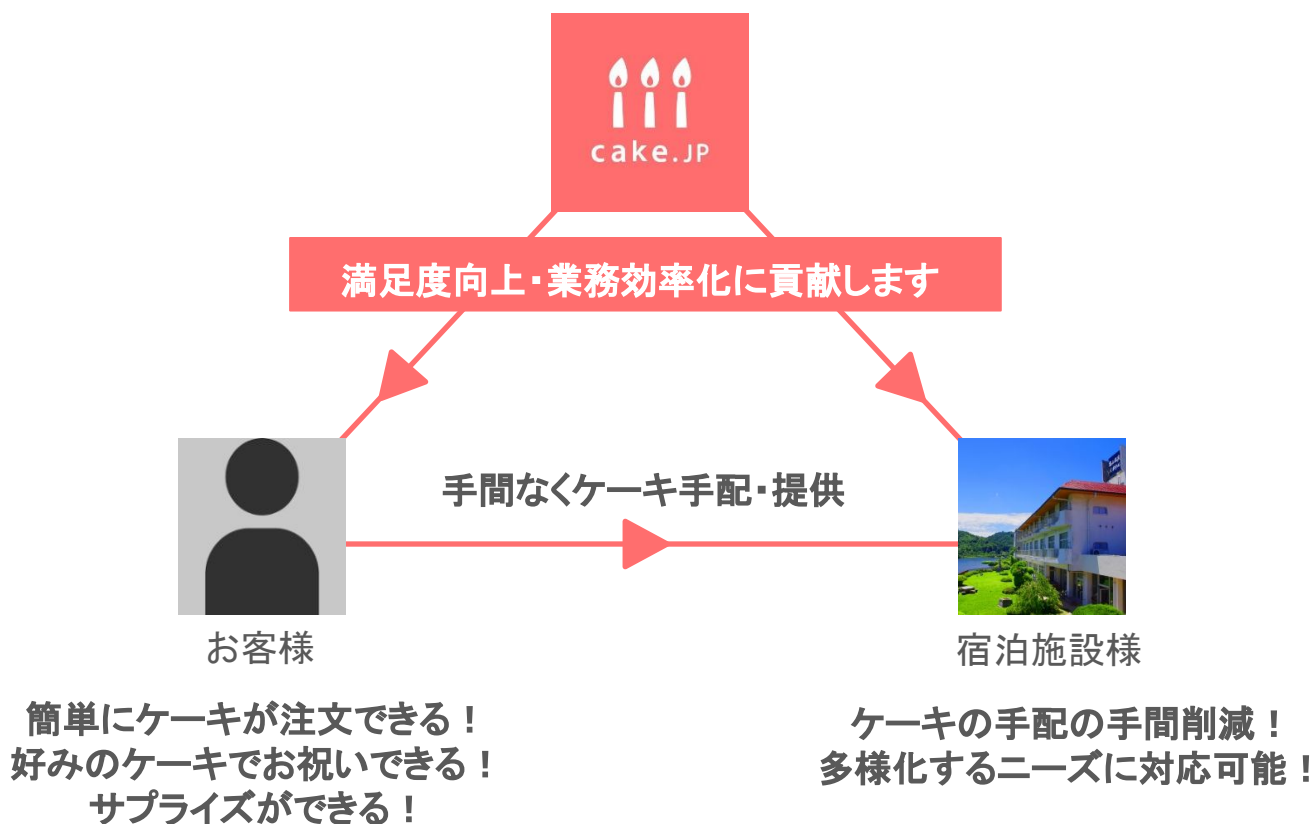 cake.JP
満足度向上・業務効率化に貢献します
手間なくケーキ手配・提供
お客様
宿泊施設様
簡単にケーキが注文できる！
好みのケーキでお祝いできる！
サプライズができる！
ケーキの手配の手間削減！
多様化するニーズに対応可能！